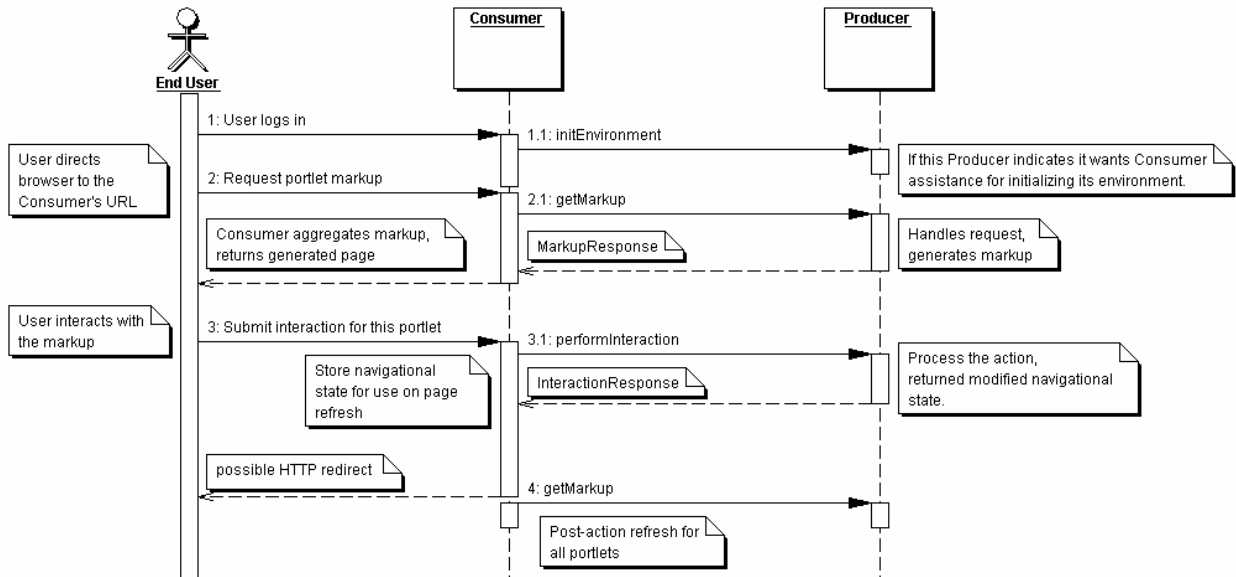 Consumer
Producer
End User
1: User logs in
1.1: initEnvironment
User directs
browser to the
Consumer's URL
If this Producer indicates it wants Consumer
assistance for initializing its environment.
2: Request portlet markup
2.1: getMarkup
Consumer aggregates markup,
returns generated page
MarkupResponse
Handles request,
generates markup
User interacts with
the markup
3: Submit interaction for this portlet
3.1: performInteraction
Store navigational
state for use on page
refresh
InteractionResponse
Process the action,
returned modified navigational
state.
possible HTTP redirect
4: getMarkup
Post-action refresh for
all portlets